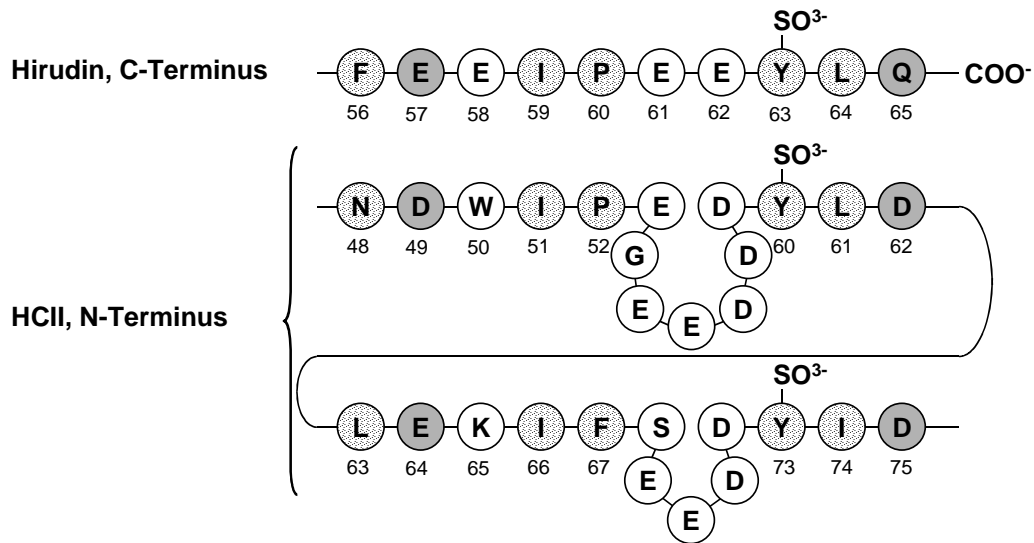 SO³⁻
Hirudin, C-Terminus F E E I P E E Y L Q COO⁻
56 57 58 59 60 61 62 63 64 65
SO³⁻
N D W I P E D Y L D
48 49 50 51 52 60 61 62
G D
E E D
HCII, N-Terminus
SO³⁻
L E K I F S D Y I D
63 64 65 66 67 73 74 75
E D
E